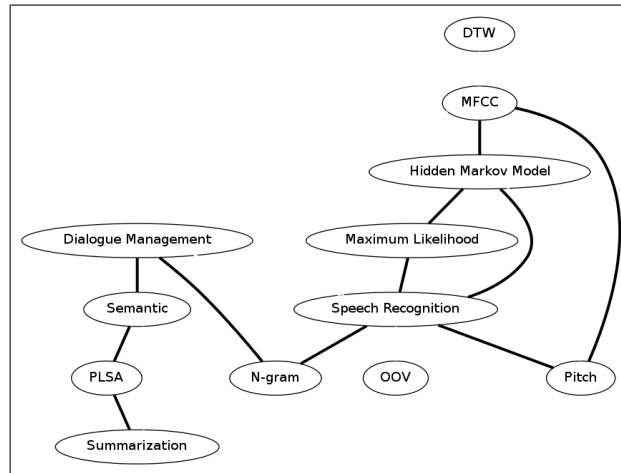 DTW
MFCC
Hidden Markov Model
Dialogue Management
Maximum Likelihood
Semantic
Speech Recognition
PLSA
N-gram
OOV
Pitch
Summarization